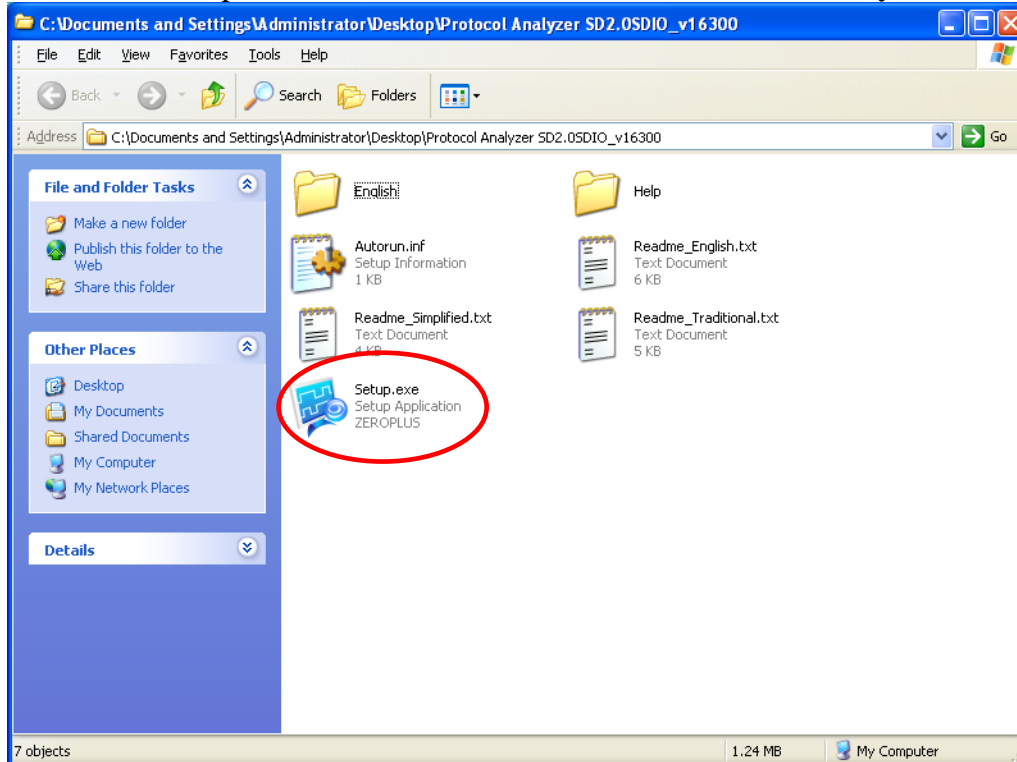 C:\Documents and Settings\Administrator\Desktop\Protocol Analyzer SD2.0SDIO_v16300
File Edit View Favorites Tools Help
Back Search Folders
Address C:\Documents and Settings\Administrator\Desktop\Protocol Analyzer SD2.0SDIO_v16300 Go
File and Folder Tasks
Make a new folder
Publish this folder to the
Web
Share this folder
Other Places
Desktop
My Documents
Shared Documents
My Computer
My Network Places
Details
English
Help
Autorun.inf
Setup Information
1 KB
Readme_English.txt
Text Document
6 KB
Readme_Simplified.txt
Text Document
4 KB
Readme_Traditional.txt
Text Document
5 KB
Setup.exe
Setup Application
ZEROPLUS
7 objects 1.24 MB My Computer